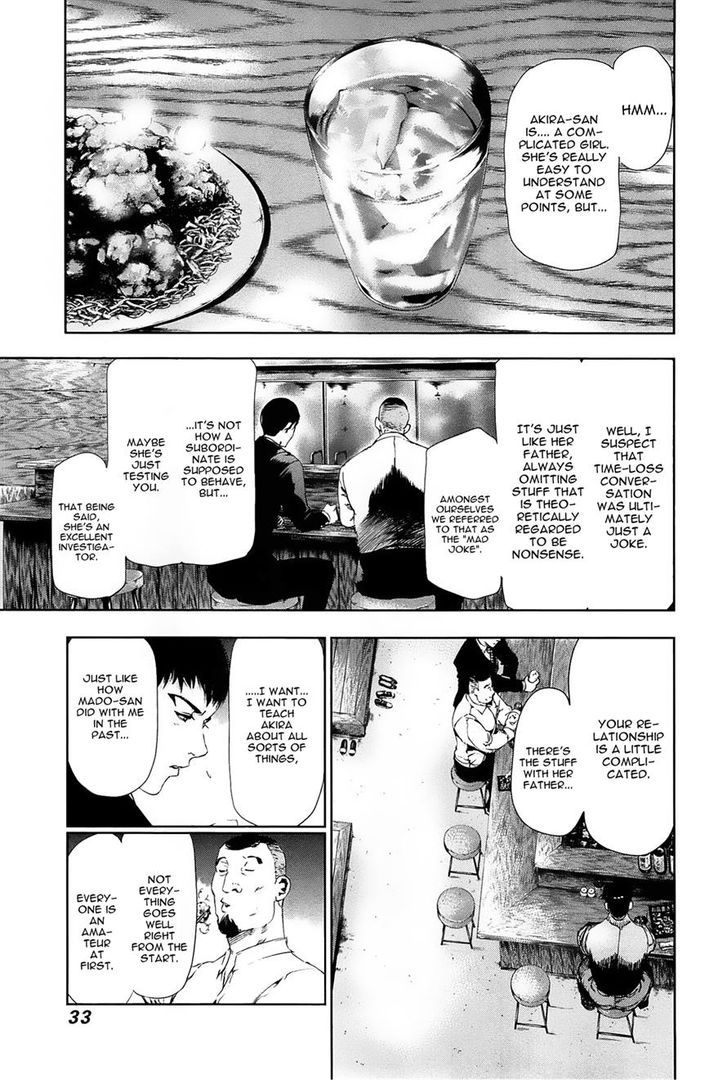 HMM...
AKIRA-SAN
IS.... A COM-
PLICATED GIRL.
SHE'S REALLY
EASY TO
UNDERSTAND
AT SOME
POINTS, BUT...
WELL, I
SUSPECT
THAT
TIME-LOSS
CONVER-
SATION
WAS ULTI-
MATELY
JUST A
JOKE.
IT'S JUST
LIKE HER
FATHER,
ALWAYS
OMITTING
STUFF THAT
IS THEO-
RETICALLY
REGARDED
TO BE
NONSENSE.
AMONGST
OURSELVES
WE REFERRED
TO THAT AS
THE "MAD
JOKE".
...IT'S NOT
HOW A
SUBORDI-
NATE IS
SUPPOSED
TO BEHAVE,
BUT...
MAYBE
SHE'S
JUST
TESTING
YOU.
THAT BEING
SAID,
SHE'S AN
EXCELLENT
INVESTIGA-
TOR.
YOUR RE-
LATIONSHIP
IS A LITTLE
COMPLI-
CATED.
THERE'S
THE STUFF
WITH HER
FATHER...
.....I WANT...
I WANT TO
TEACH
AKIRA
ABOUT ALL
SORTS OF
THINGS,
JUST LIKE
HOW
MADO-SAN
DID WITH ME
IN THE
PAST...
NOT
EVERY-
THING
GOES
WELL
RIGHT
FROM THE
START.
EVERY-
ONE IS
AN
AMA-
TEUR
AT
FIRST.
33